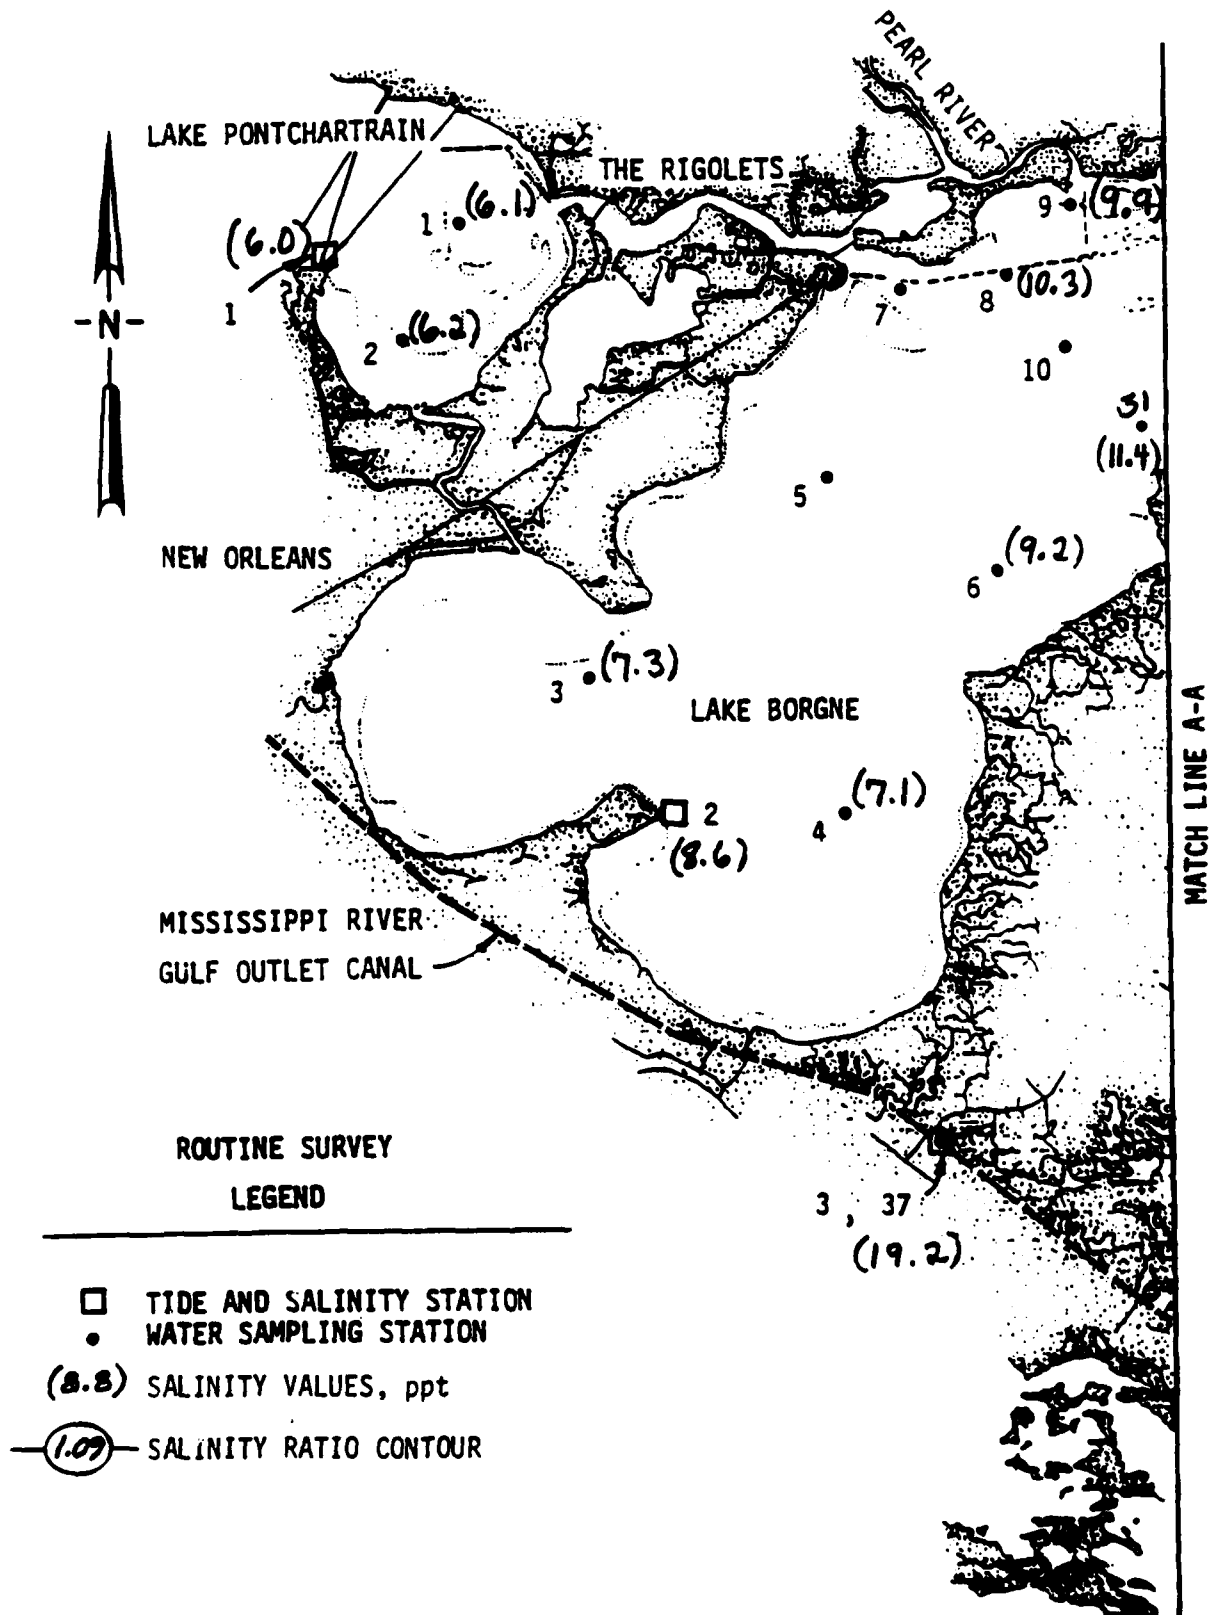 PEARL RIVER
LAKE PONTCHARTRAIN
THE RIGOLETS
1 (6.1)
9 (9.9)
(6.0)
1
7
8 (10.3)
-N-
2 (6.2)
10
31
(11.4)
5
NEW ORLEANS
6 (9.2)
3 (7.3)
LAKE BORGNE
MATCH LINE A-A
2
(8.6)
4 (7.1)
MISSISSIPPI RIVER
GULF OUTLET CANAL
3, 37
(19.2)
ROUTINE SURVEY
LEGEND
TIDE AND SALINITY STATION
WATER SAMPLING STATION
(8.8) SALINITY VALUES, ppt
1.09 SALINITY RATIO CONTOUR